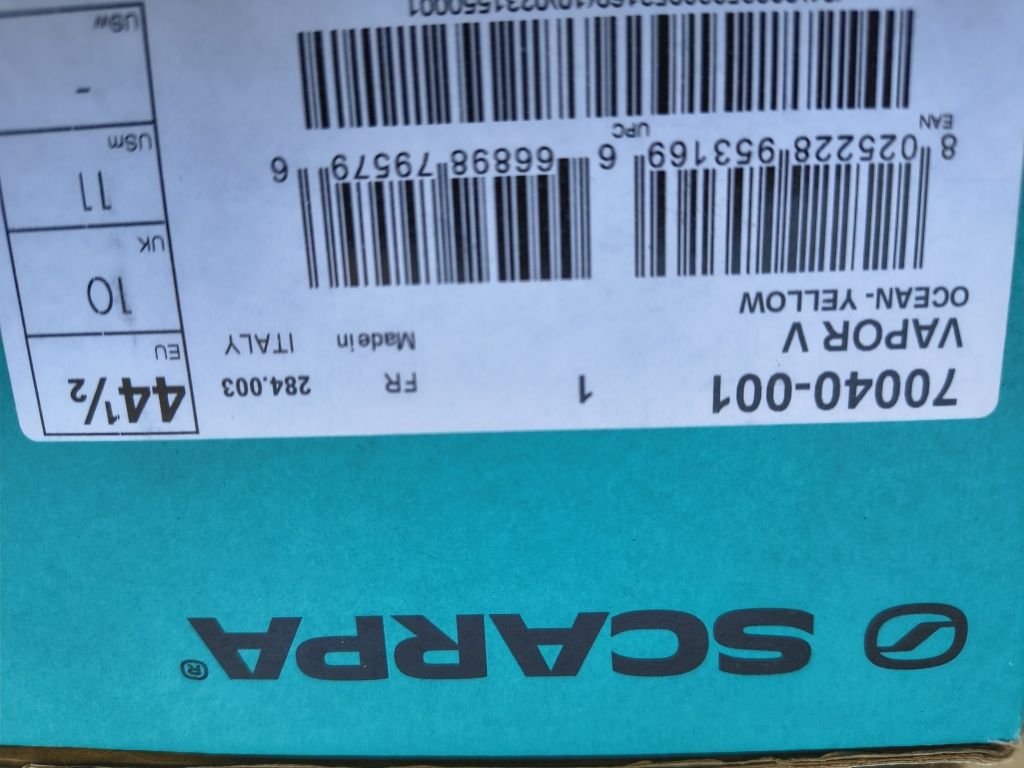 SCARPA®
70040-001 1 FR 284.003
VAPOR V Made in ITALY
OCEAN- YELLOW
EU
44½
UK
10
USm
11
USw
-
8 025228 953169
EAN
6 66898 79579 6
UPC